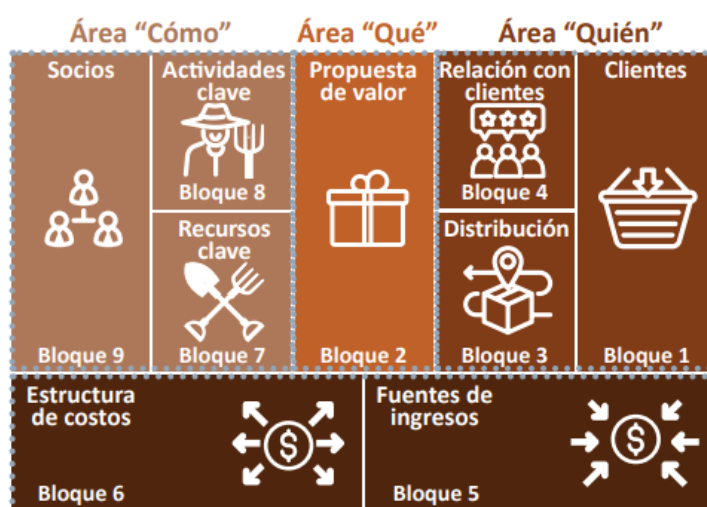 Área “Cómo”
Área “Qué”
Área “Quién”
Socios
Bloque 9
Actividades
clave
Bloque 8
Recursos
clave
Bloque 7
Propuesta
de valor
Bloque 2
Relación con
clientes
Bloque 4
Distribución
Bloque 3
Clientes
Bloque 1
Estructura
de costos
$
Bloque 6
Fuentes de
ingresos
$
Bloque 5